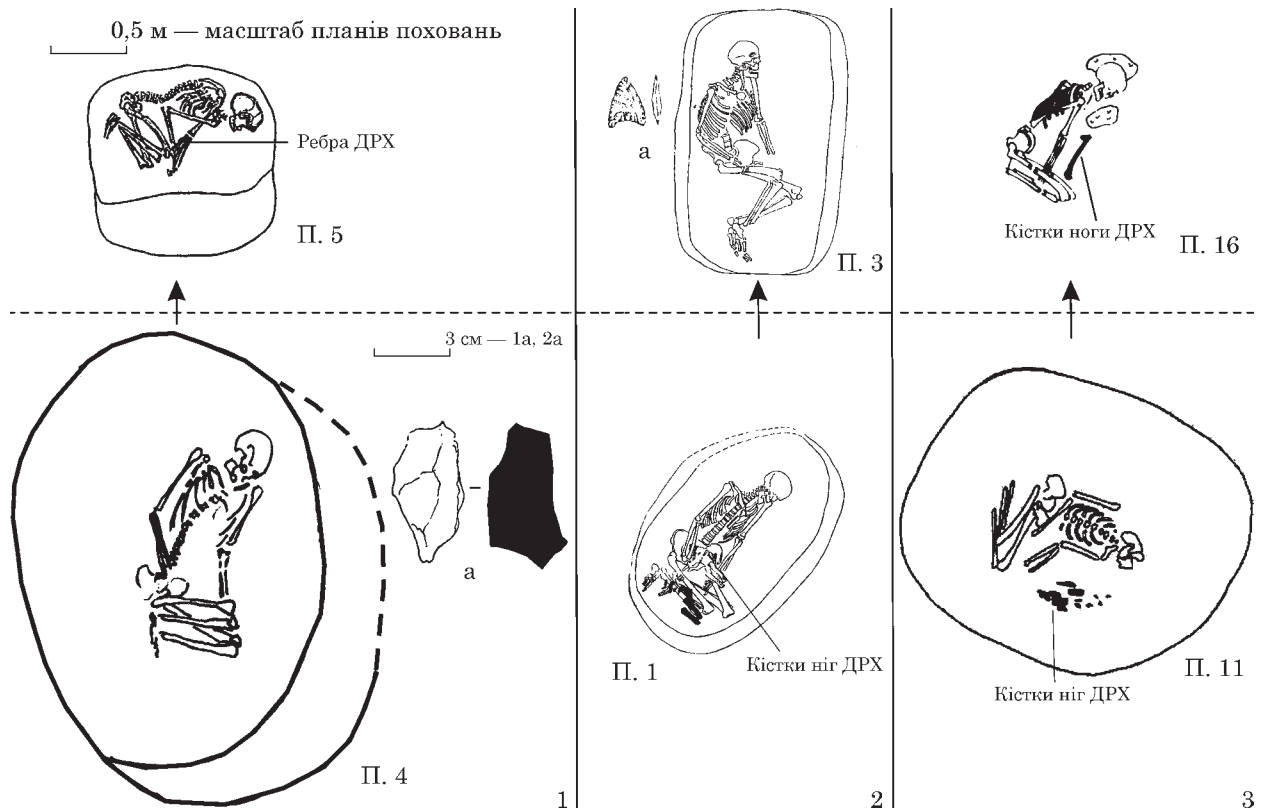 0,5 м — масштаб планів поховань
Ребра ДРХ
П. 5
а
П. 3
Кістки ноги ДРХ
П. 16
3 см — 1а, 2а
а
П. 4
1
П. 1
Кістки ніг ДРХ
2
П. 11
Кістки ніг ДРХ
3